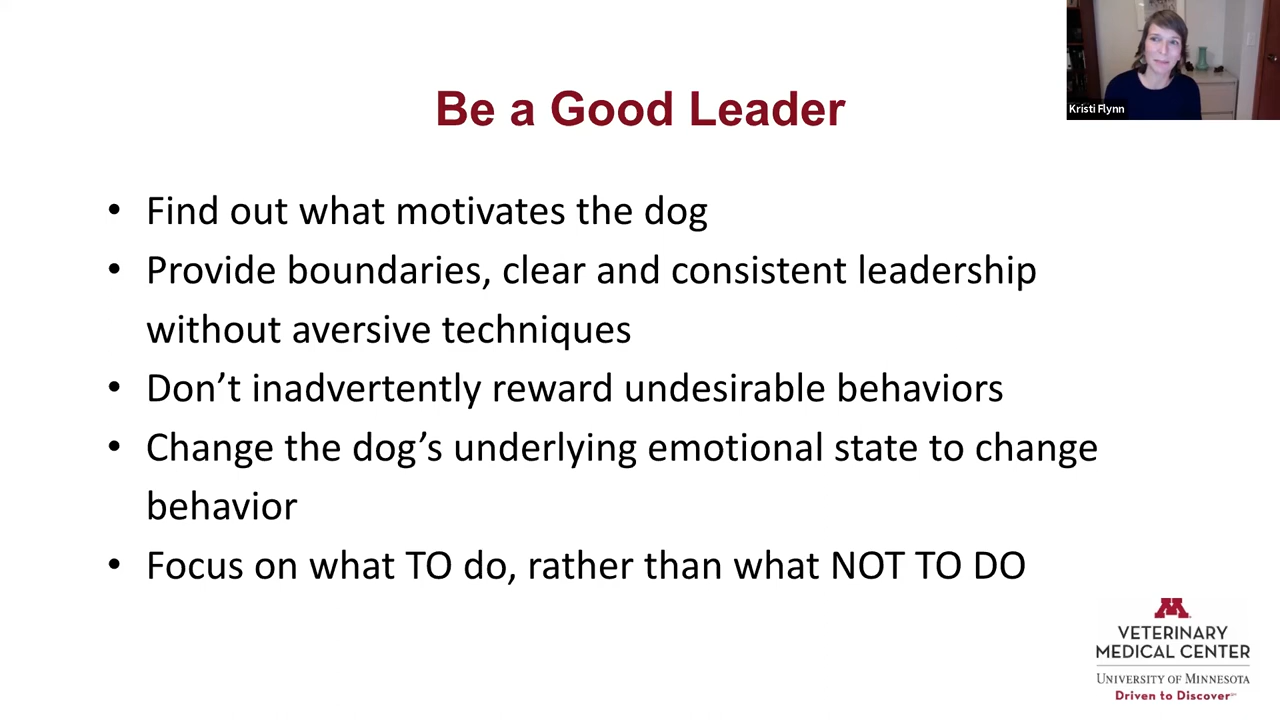 Kristi Flynn
Be a Good Leader
• Find out what motivates the dog
• Provide boundaries, clear and consistent leadership
without aversive techniques
• Don’t inadvertently reward undesirable behaviors
• Change the dog’s underlying emotional state to change
behavior
• Focus on what TO do, rather than what NOT TO DO
M
VETERINARY
MEDICAL CENTER
UNIVERSITY OF MINNESOTA
Driven to Discover℠